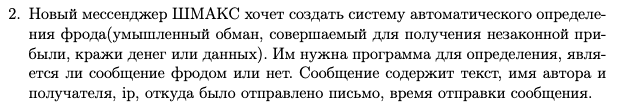 2. Новый мессенджер ШМАКС хочет создать систему автоматического определе-
ния фрода(умышленный обман, совершаемый для получения незаконной при-
были, кражи денег или данных). Им нужна программа для определения, явля-
ется ли сообщение фродом или нет. Сообщение содержит текст, имя автора и
получателя, ip, откуда было отправлено письмо, время отправки сообщения.